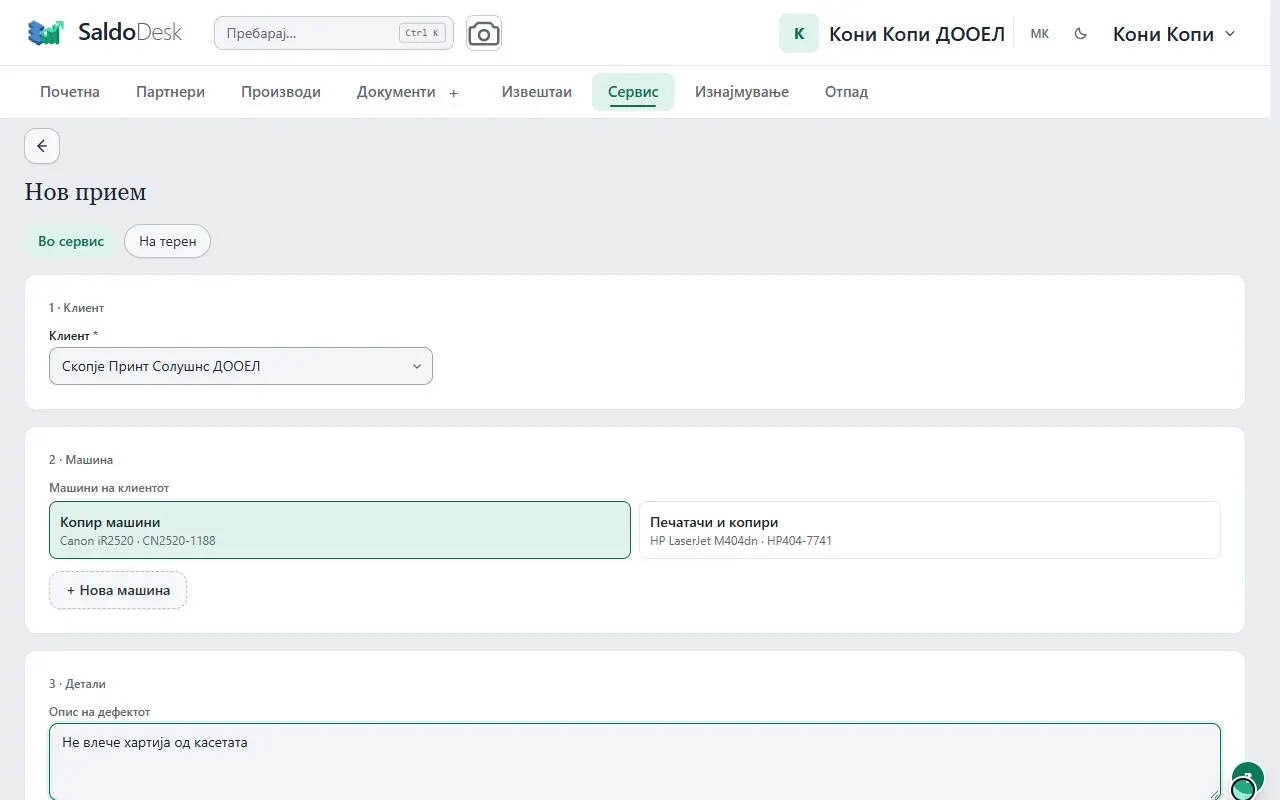 SaldoDesk
Пребарај... Ctrl K
К Кони Копи ДООЕЛ МК Кони Копи
Почетна Партнери Производи Документи + Извештаи Сервис Изнајмување Отпад
Нов прием
Во сервис На терен
1 · Клиент
Клиент *
Скопје Принт Солушнс ДООЕЛ
2 · Машина
Машини на клиентот
Копир машини
Canon iR2520 · CN2520-1188
Печатачи и копири
HP LaserJet M404dn · HP404-7741
+ Нова машина
3 · Детали
Опис на дефектот
Не влече хартија од касетата